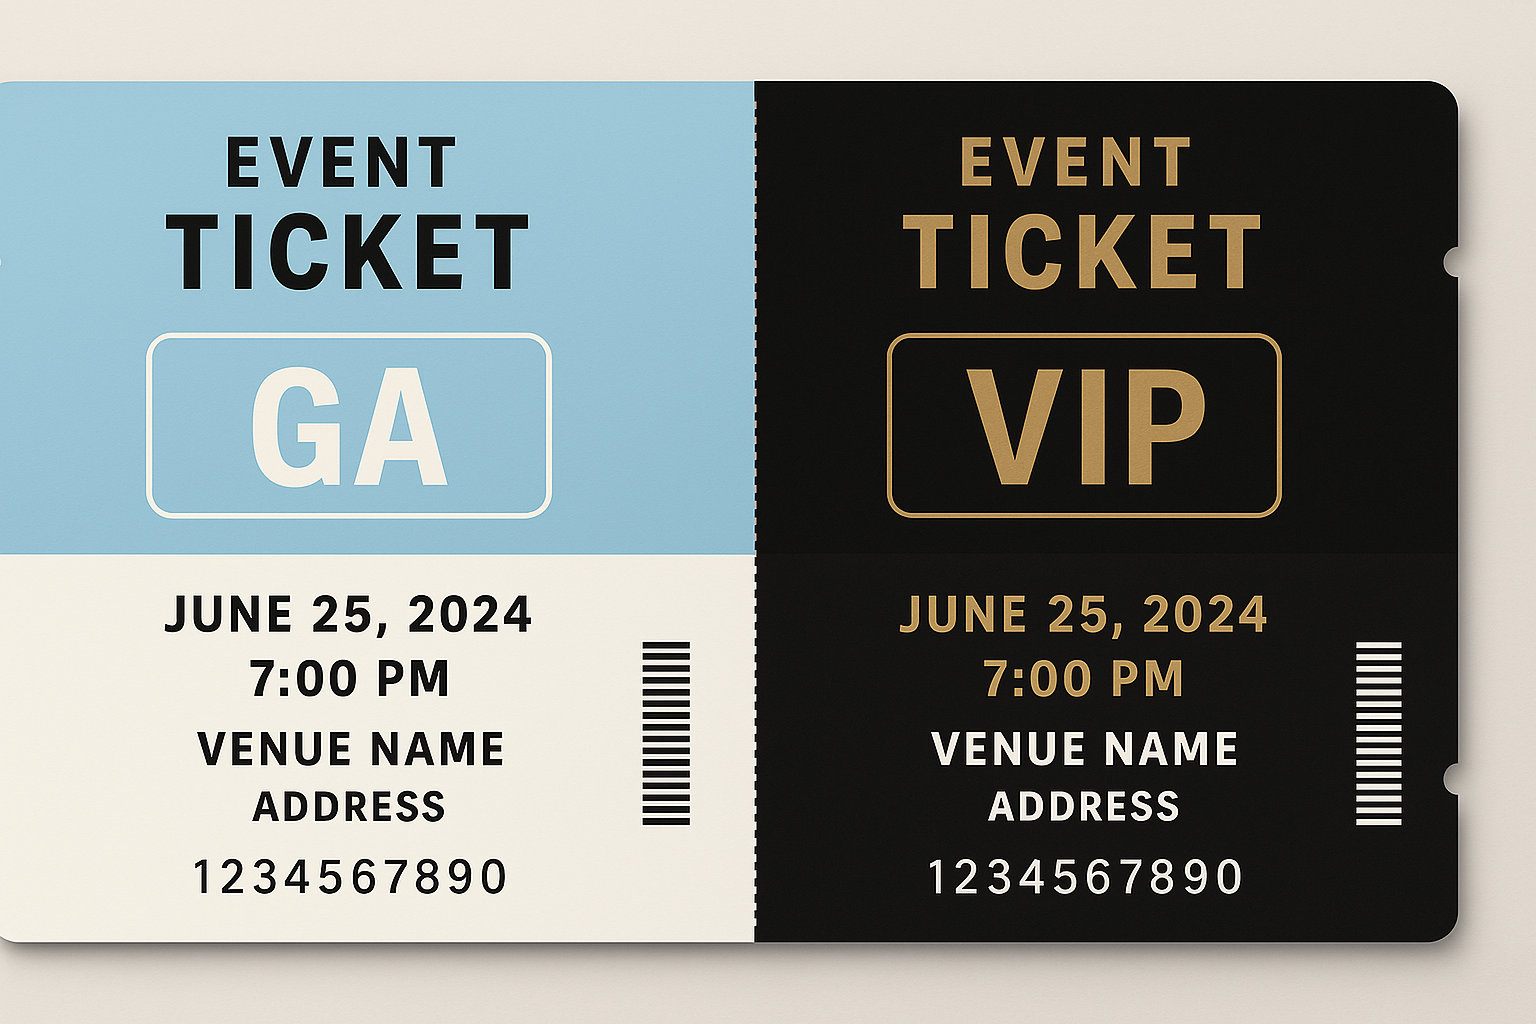 EVENT
TICKET
GA
JUNE 25, 2024
7:00 PM
VENUE NAME
ADDRESS
1234567890
EVENT
TICKET
VIP
JUNE 25, 2024
7:00 PM
VENUE NAME
ADDRESS
1234567890